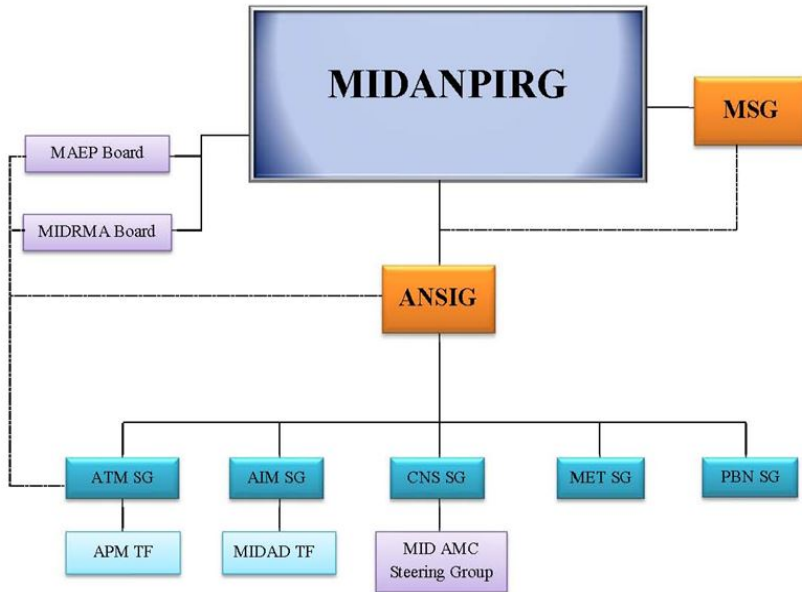 MIDANPIRG
MSG
MAEP Board
MIDRMA Board
ANSIG
ATM SG
AIM SG
CNS SG
MET SG
PBN SG
APM TF
MIDAD TF
MID AMC
Steering Group